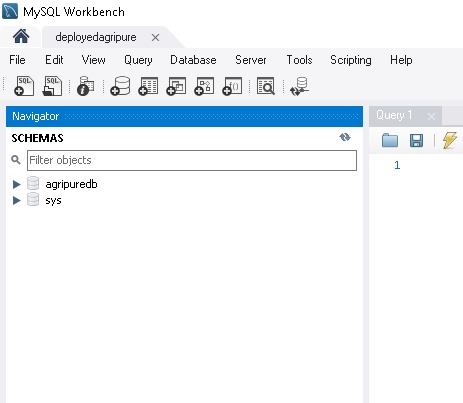 MySQL Workbench
deployedagripure
File Edit View Query Database Server Tools Scripting Help
SQL SQL
Navigator Query 1
SCHEMAS
Filter objects
1
agripuredb
sys